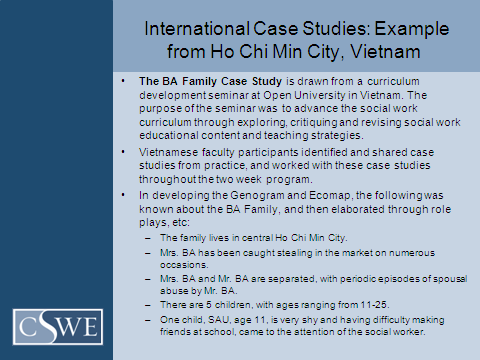 International Case Studies: Example
from Ho Chi Min City, Vietnam
• The BA Family Case Study is drawn from a curriculum
development seminar at Open University in Vietnam. The
purpose of the seminar was to advance the social work
curriculum through exploring, critiquing and revising social work
educational content and teaching strategies.
• Vietnamese faculty participants identified and shared case
studies from practice, and worked with these case studies
throughout the two week program.
• In developing the Genogram and Ecomap, the following was
known about the BA Family, and then elaborated through role
plays, etc:
– The family lives in central Ho Chi Min City.
– Mrs. BA has been caught stealing in the market on numerous
occasions.
– Mrs. BA and Mr. BA are separated, with periodic episodes of spousal
abuse by Mr. BA.
– There are 5 children, with ages ranging from 11-25.
– One child, SAU, age 11, is very shy and having difficulty making
friends at school, came to the attention of the social worker.
CSWE